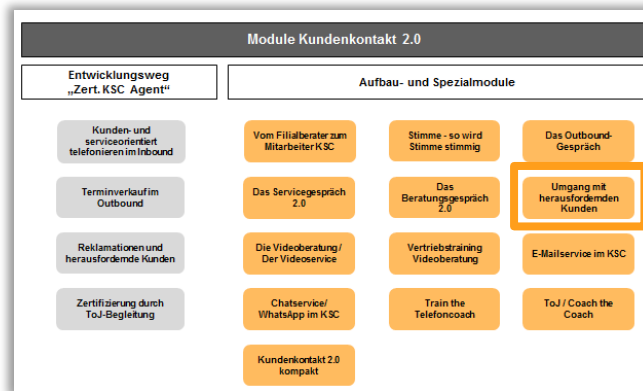 Module Kundenkontakt 2.0
Entwicklungsweg
„Zert. KSC Agent“
Aufbau- und Spezialmodule
Kunden- und
serviceorientiert
telefonieren im Inbound
Vom Filialberater zum
Mitarbeiter KSC
Stimme - so wird
Stimme stimmig
Das Outbound-
Gespräch
Terminverkauf im
Outbound
Das Servicegespräch
2.0
Das
Beratungsgespräch
2.0
Umgang mit
herausfordernden
Kunden
Reklamationen und
herausfordernde Kunden
Die Videoberatung /
Der Videoservice
Vertriebstraining
Videoberatung
E-Mailservice im KSC
Zertifizierung durch
ToJ-Begleitung
Chatservice/
WhatsApp im KSC
Train the
Telefoncoach
ToJ / Coach the
Coach
Kundenkontakt 2.0
kompakt